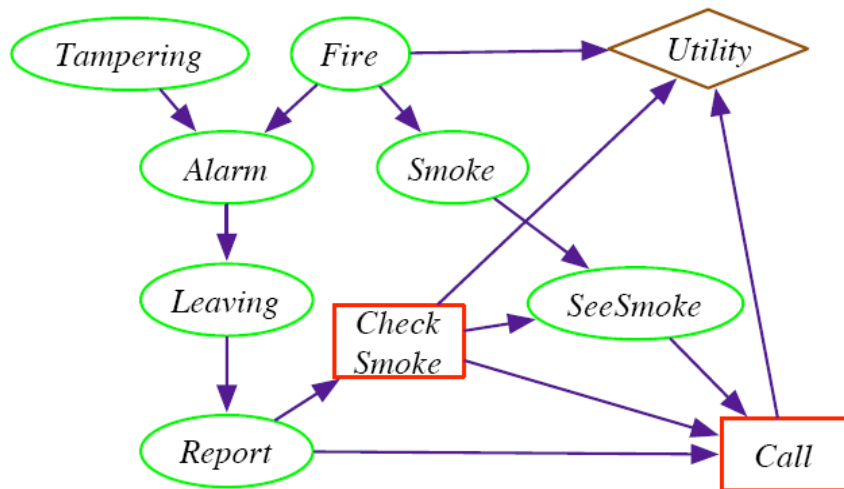 Tampering
Fire
Utility
Alarm
Smoke
Leaving
Check
Smoke
SeeSmoke
Report
Call